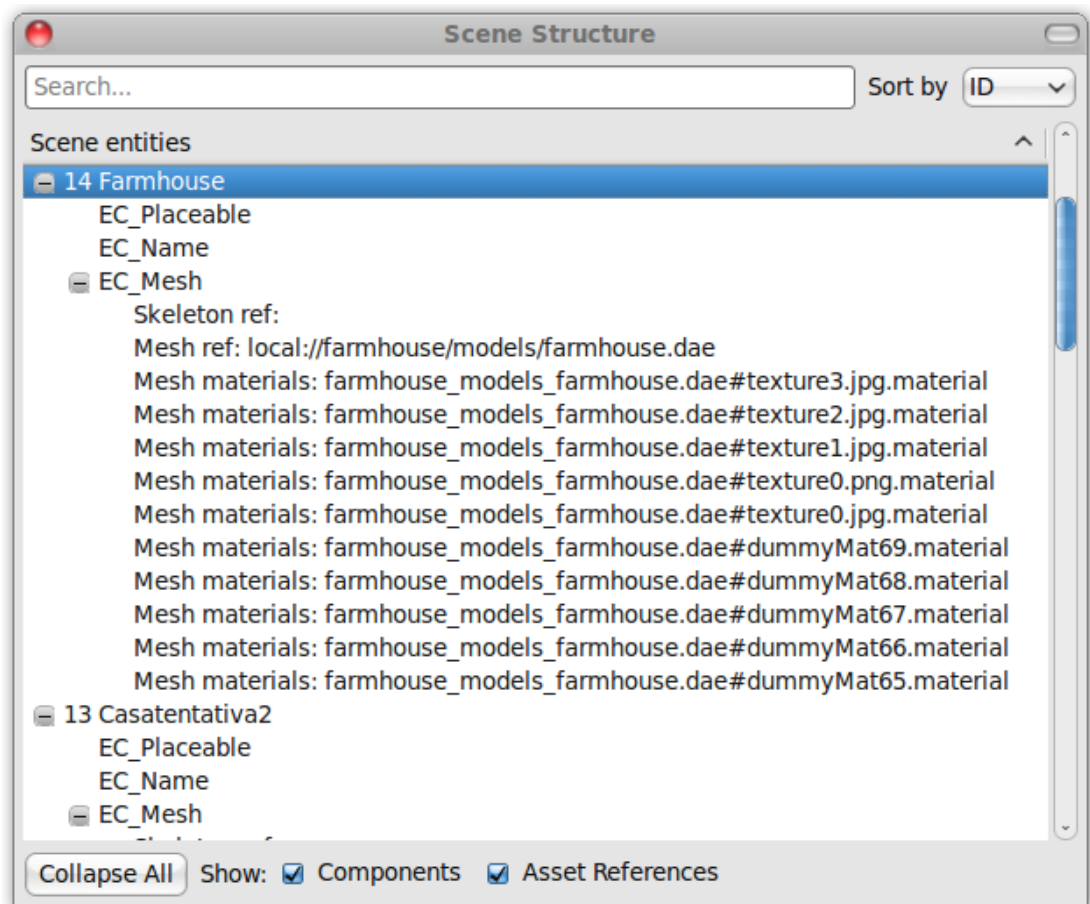 Scene Structure
Search... Sort by ID
Scene entities
14 Farmhouse
EC_Placeable
EC_Name
EC_Mesh
Skeleton ref:
Mesh ref: local://farmhouse/models/farmhouse.dae
Mesh materials: farmhouse_models_farmhouse.dae#texture3.jpg.material
Mesh materials: farmhouse_models_farmhouse.dae#texture2.jpg.material
Mesh materials: farmhouse_models_farmhouse.dae#texture1.jpg.material
Mesh materials: farmhouse_models_farmhouse.dae#texture0.png.material
Mesh materials: farmhouse_models_farmhouse.dae#texture0.jpg.material
Mesh materials: farmhouse_models_farmhouse.dae#dummyMat69.material
Mesh materials: farmhouse_models_farmhouse.dae#dummyMat68.material
Mesh materials: farmhouse_models_farmhouse.dae#dummyMat67.material
Mesh materials: farmhouse_models_farmhouse.dae#dummyMat66.material
Mesh materials: farmhouse_models_farmhouse.dae#dummyMat65.material
13 Casatentativa2
EC_Placeable
EC_Name
EC_Mesh
Collapse All Show: Components Asset References